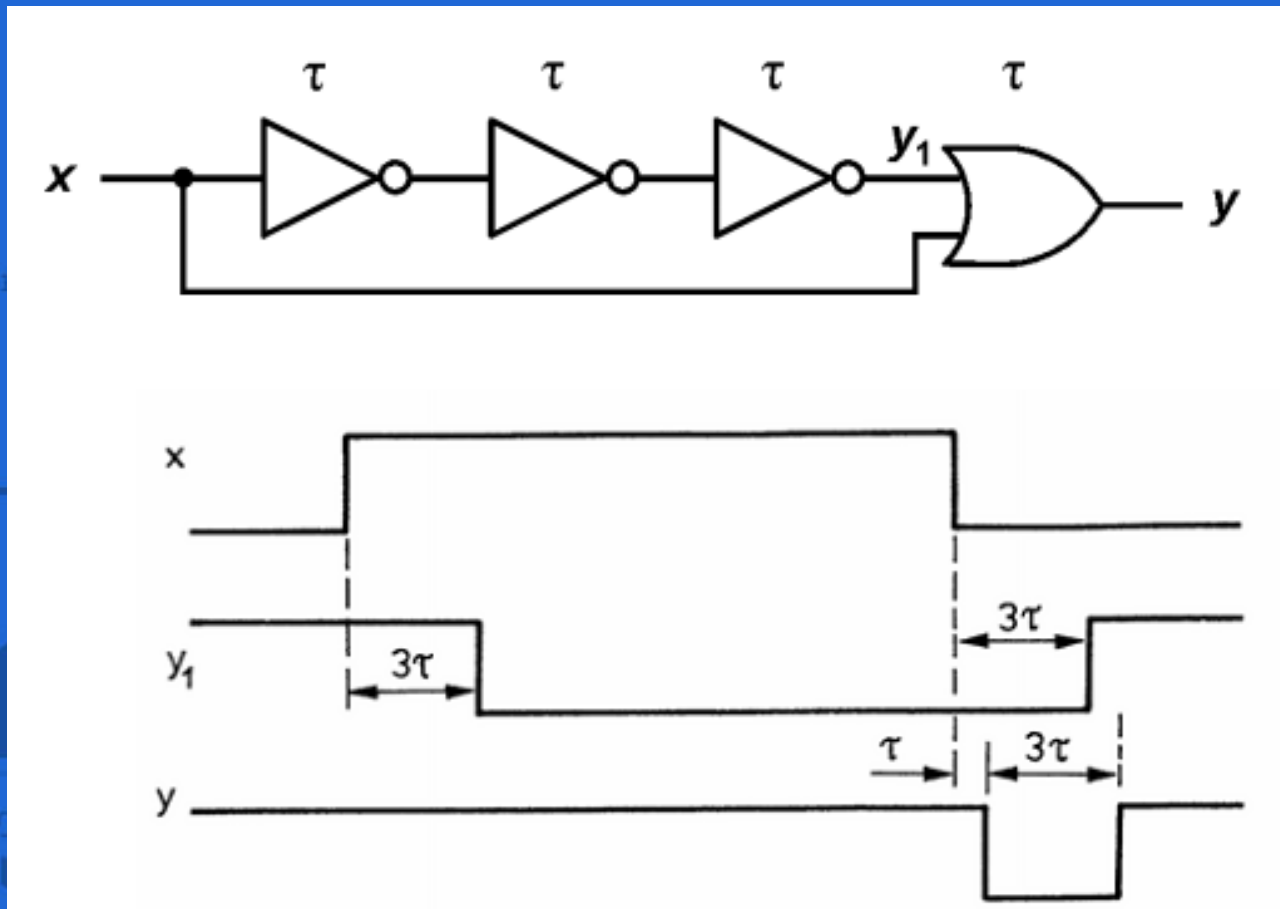 τ τ τ τ
x y₁ y
x
3τ
y₁ 3τ
τ 3τ
y